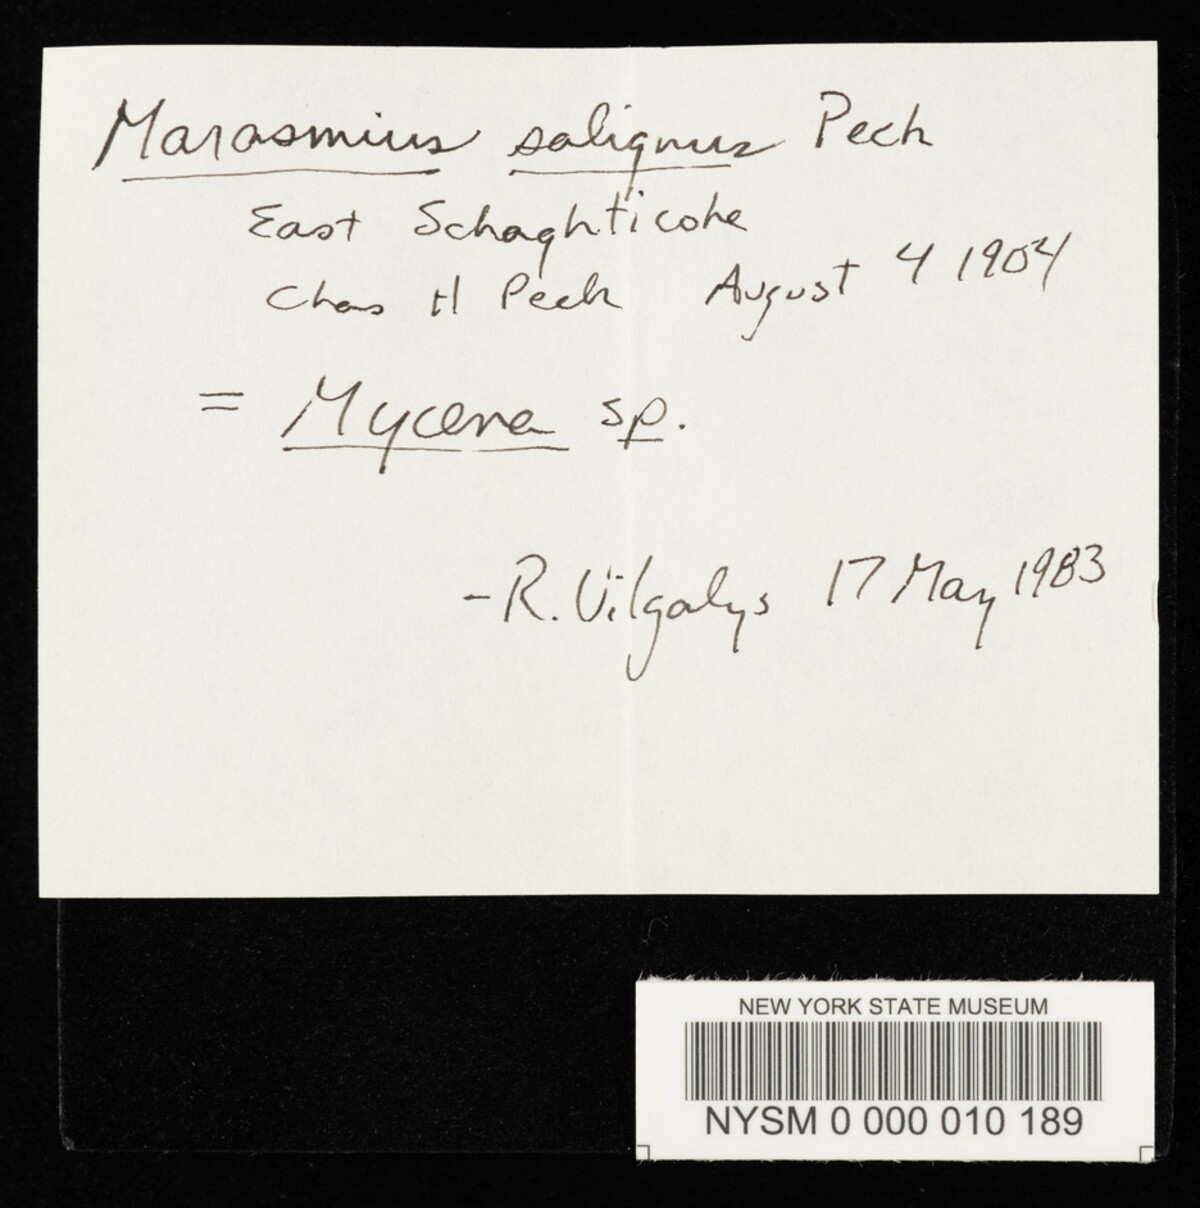 Marasmius salignus Peck
East Schaghticoke
Chas H Peck August 4 1904
= Mycena sp.
- R. Vilgalys 17 May 1983
NEW YORK STATE MUSEUM
NYSM 0 000 010 189